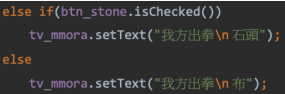 else if(btn_stone.isChecked())
    tv_mmora.setText("我方出拳\n 石頭");
else
    tv_mmora.setText("我方出拳\n 布");